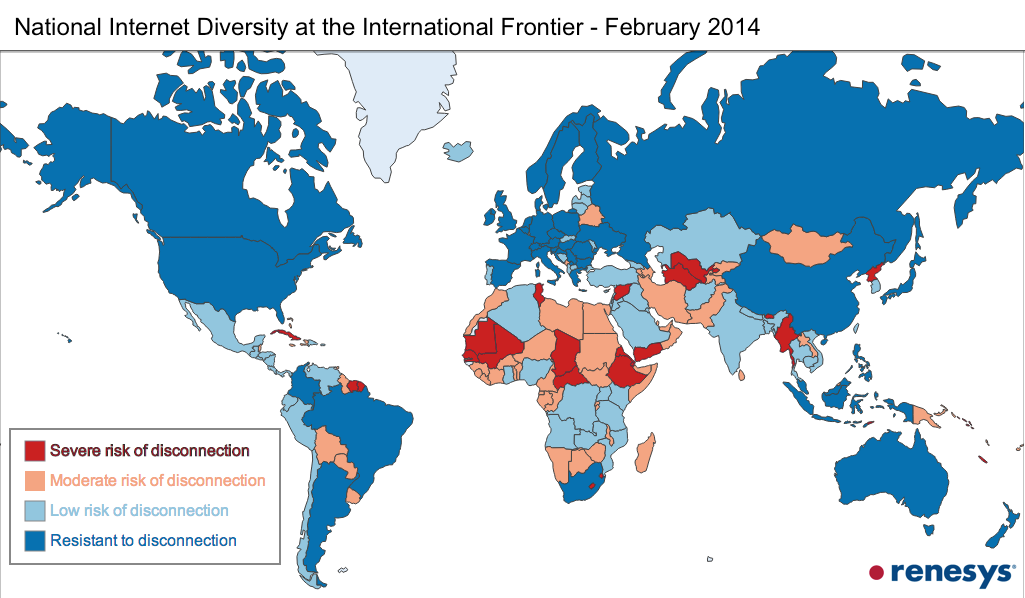 National Internet Diversity at the International Frontier - February 2014
Severe risk of disconnection
Moderate risk of disconnection
Low risk of disconnection
Resistant to disconnection
renesys